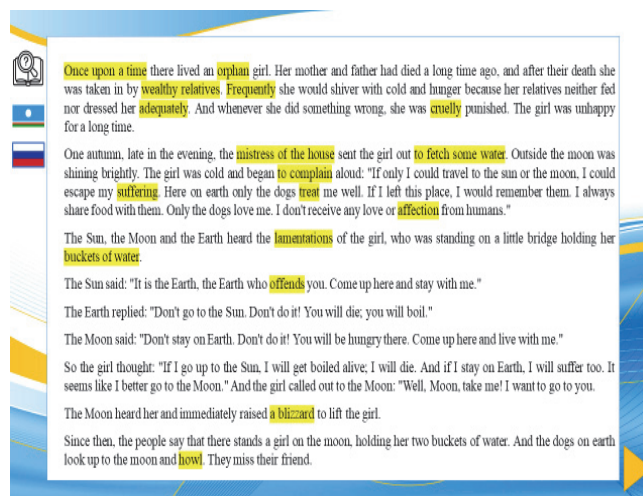 Once upon a time there lived an orphan girl. Her mother and father had died a long time ago, and after their death she
was taken in by wealthy relatives. Frequently she would shiver with cold and hunger because her relatives neither fed
nor dressed her adequately. And whenever she did something wrong, she was cruelly punished. The girl was unhappy
for a long time.
One autumn, late in the evening, the mistress of the house sent the girl out to fetch some water. Outside the moon was
shining brightly. The girl was cold and began to complain aloud: "If only I could travel to the sun or the moon, I could
escape my suffering. Here on earth only the dogs treat me well. If I left this place, I would remember them. I always
share food with them. Only the dogs love me. I don't receive any love or affection from humans."
The Sun, the Moon and the Earth heard the lamentations of the girl, who was standing on a little bridge holding her
buckets of water.
The Sun said: "It is the Earth, the Earth who offends you. Come up here and stay with me."
The Earth replied: "Don't go to the Sun. Don't do it! You will die; you will boil."
The Moon said: "Don't stay on Earth. Don't do it! You will be hungry there. Come up here and live with me."
So the girl thought: "If I go up to the Sun, I will get boiled alive; I will die. And if I stay on Earth, I will suffer too. It
seems like I better go to the Moon." And the girl called out to the Moon: "Well, Moon, take me! I want to go to you.
The Moon heard her and immediately raised a blizzard to lift the girl.
Since then, the people say that there stands a girl on the moon, holding her two buckets of water. And the dogs on earth
look up to the moon and howl. They miss their friend.